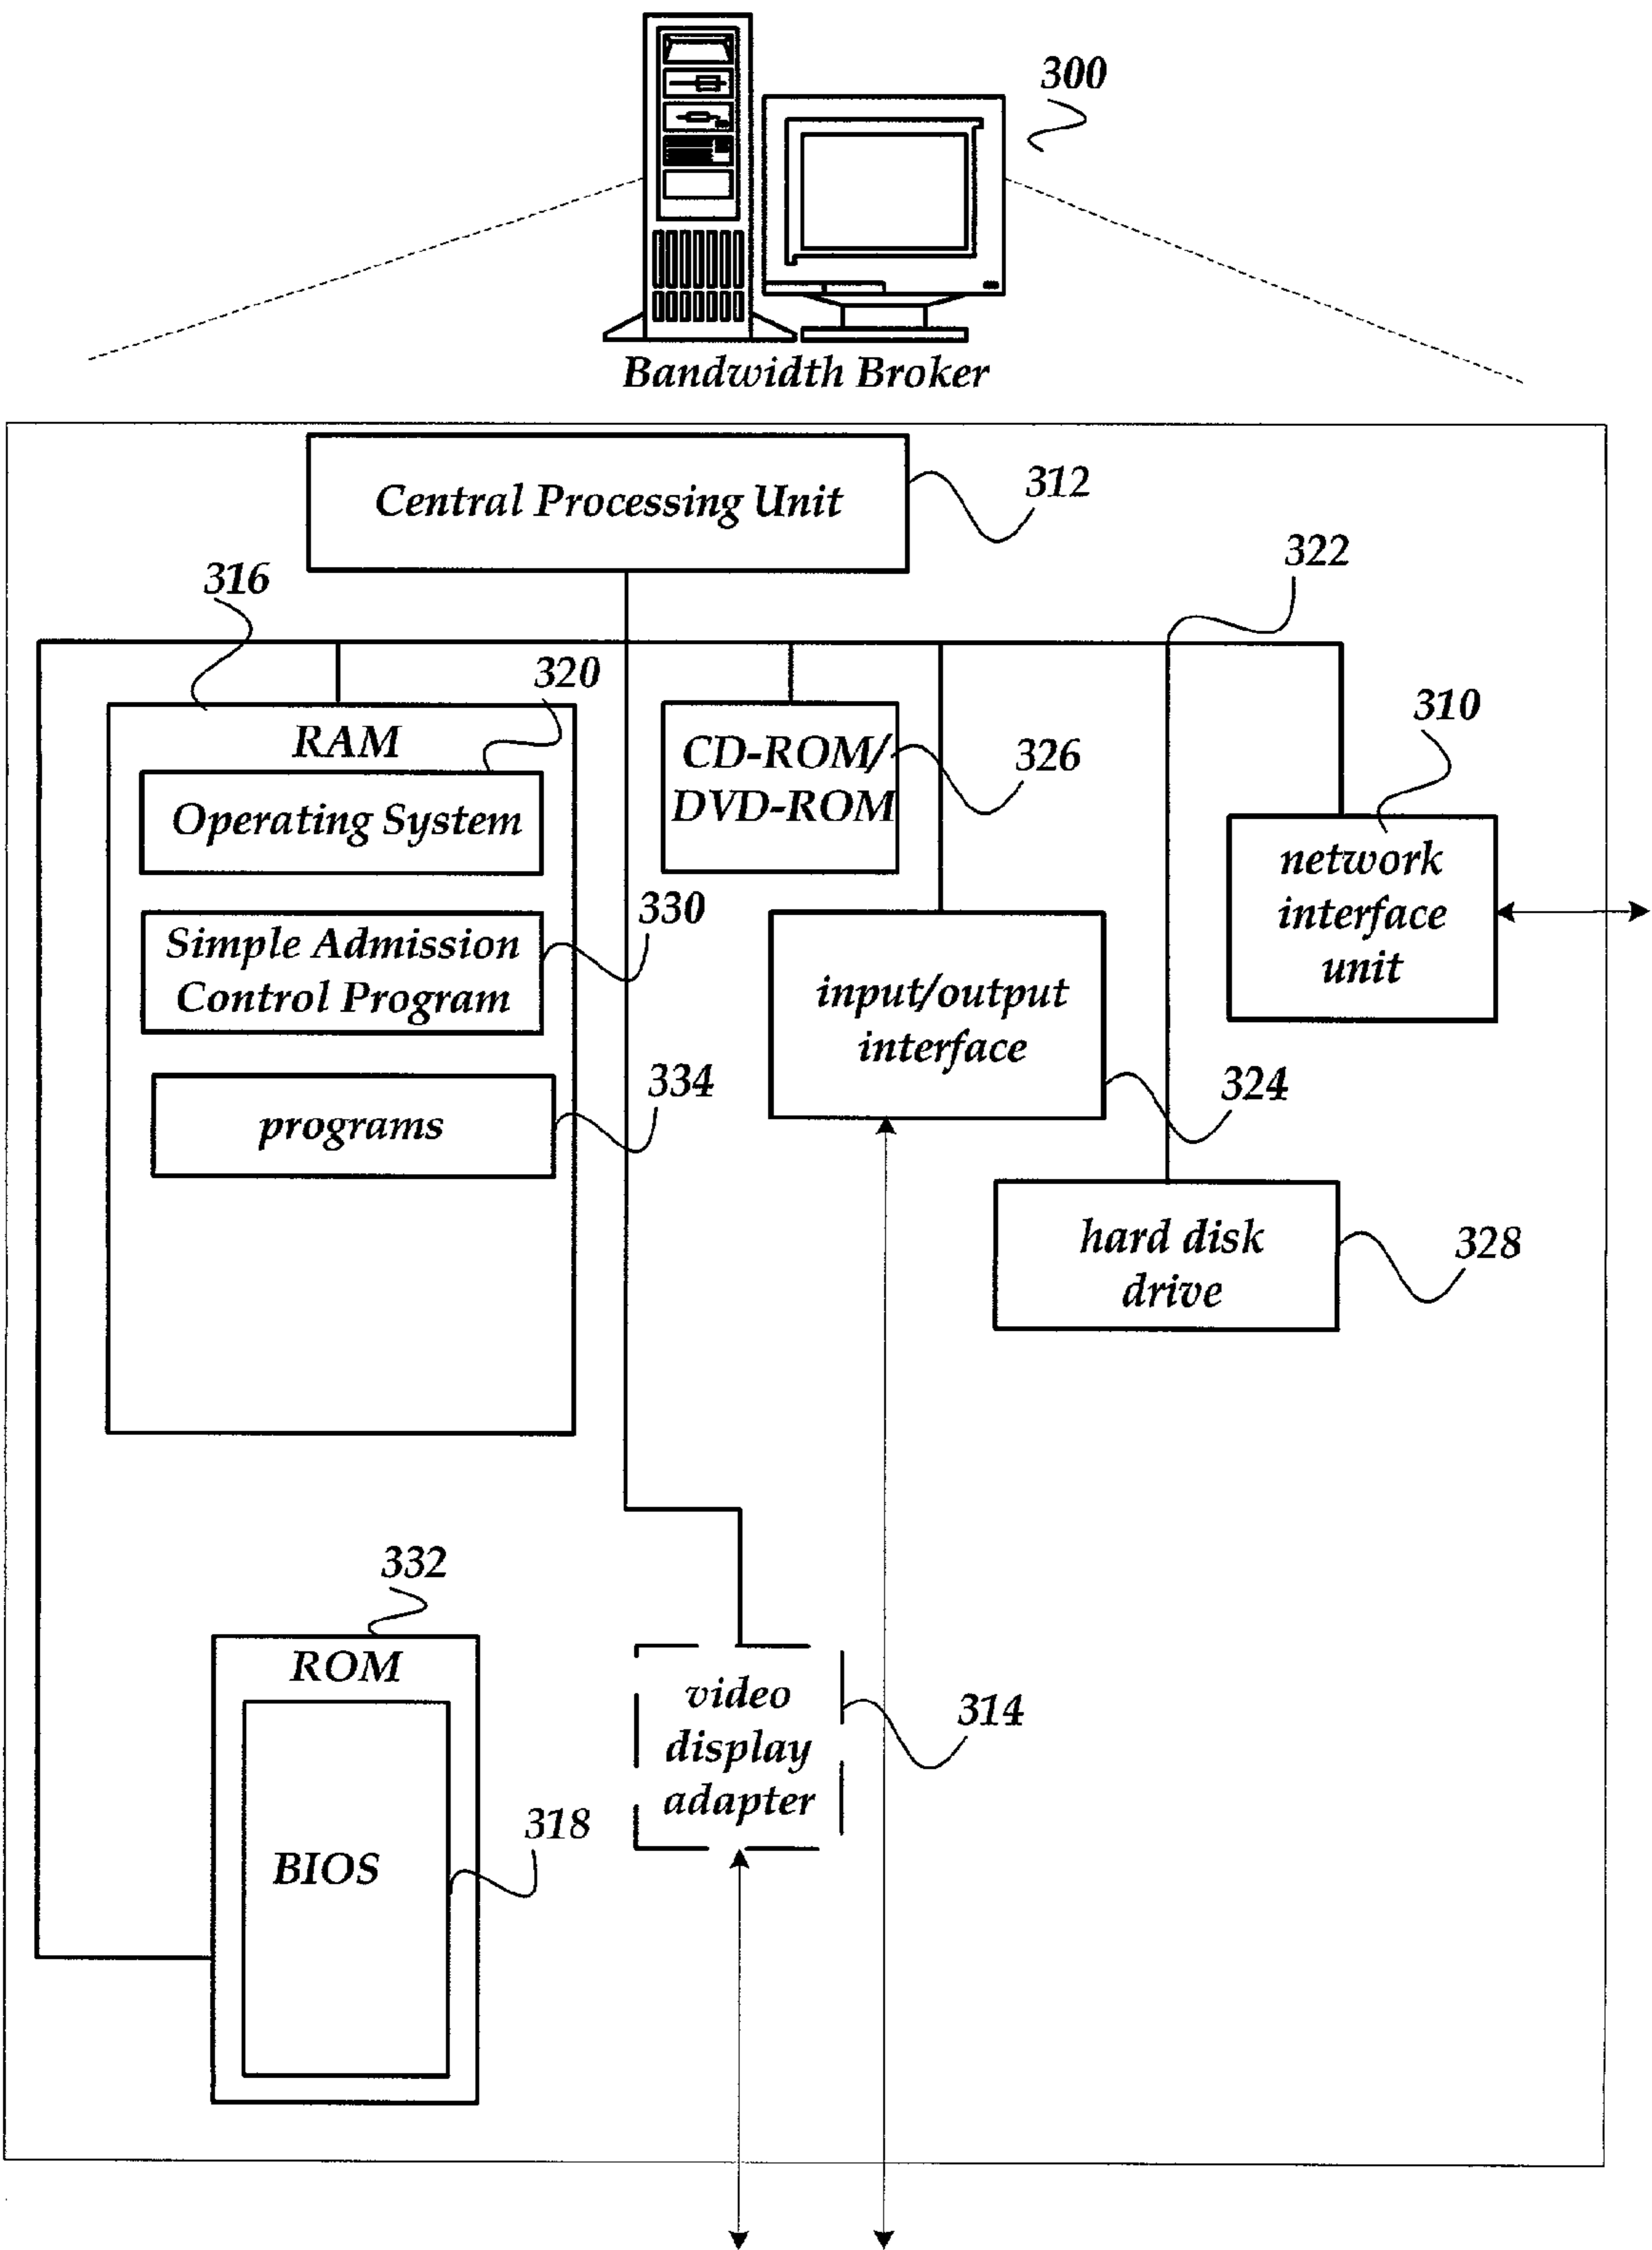 300
Bandwidth Broker
Central Processing Unit
312
322
316
320
RAM
Operating System
330
Simple Admission
Control Program
334
programs
CD-ROM/
DVD-ROM
326
310
network
interface
unit
input/output
interface
324
hard disk
drive
328
332
ROM
BIOS
318
video
display
adapter
314